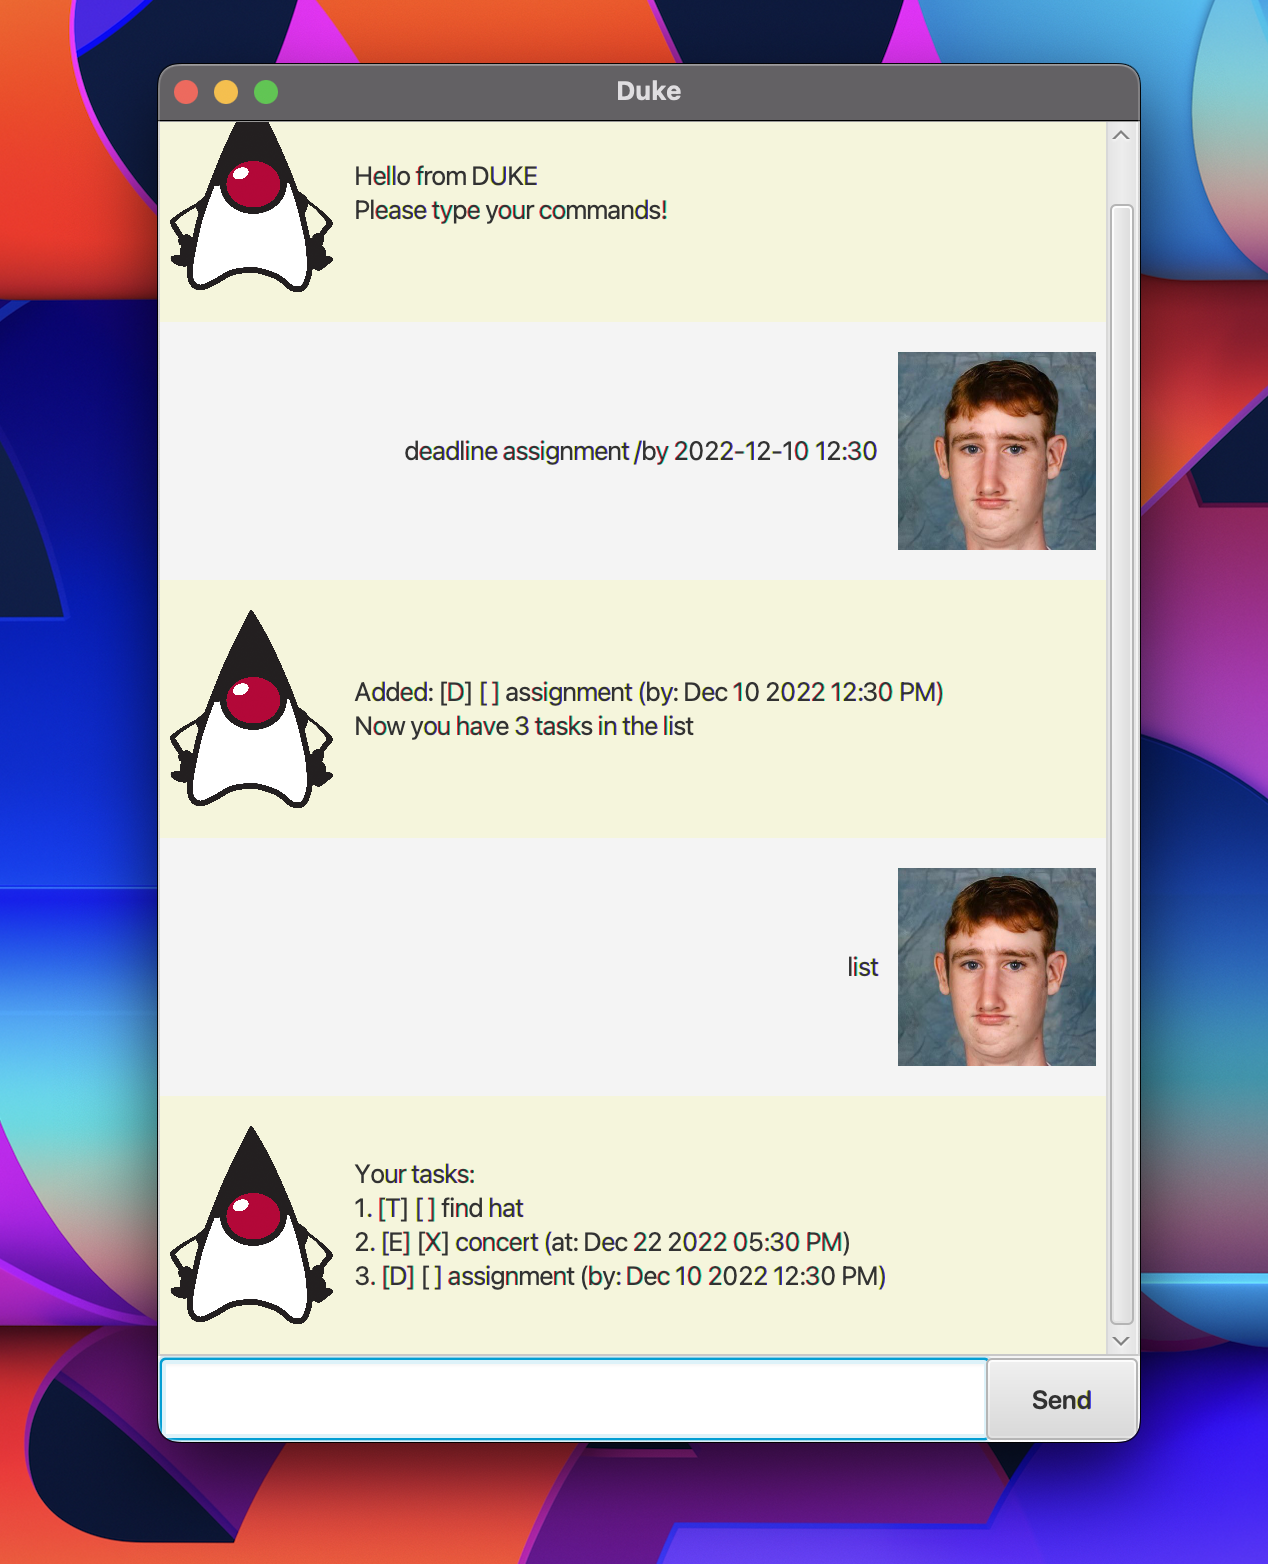 Duke
Hello from DUKE
Please type your commands!
deadline assignment /by 2022-12-10 12:30
Added: [D] [ ] assignment (by: Dec 10 2022 12:30 PM)
Now you have 3 tasks in the list
list
Your tasks:
1. [T] [ ] find hat
2. [E] [X] concert (at: Dec 22 2022 05:30 PM)
3. [D] [ ] assignment (by: Dec 10 2022 12:30 PM)
Send